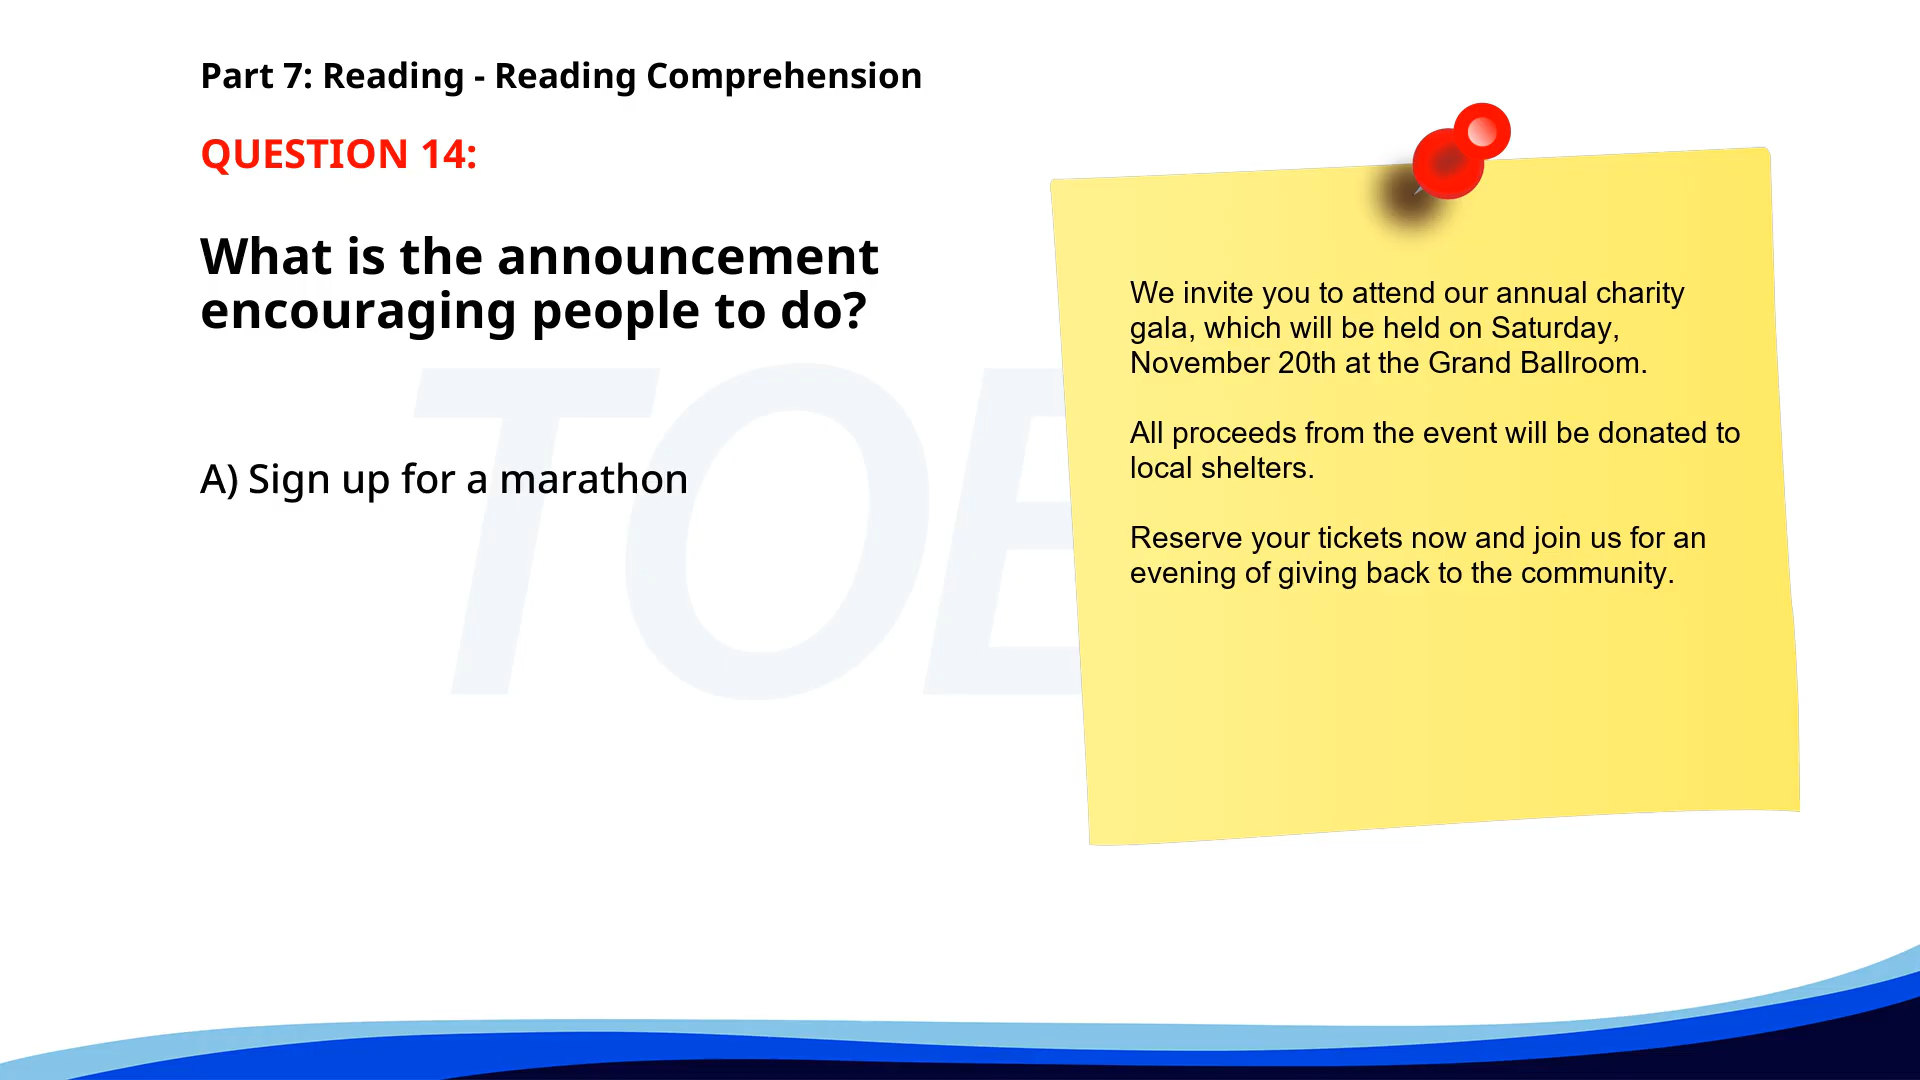 Part 7: Reading - Reading Comprehension
QUESTION 14:
What is the announcement
encouraging people to do?
A) Sign up for a marathon
We invite you to attend our annual charity
gala, which will be held on Saturday,
November 20th at the Grand Ballroom.
All proceeds from the event will be donated to
local shelters.
Reserve your tickets now and join us for an
evening of giving back to the community.
TOE